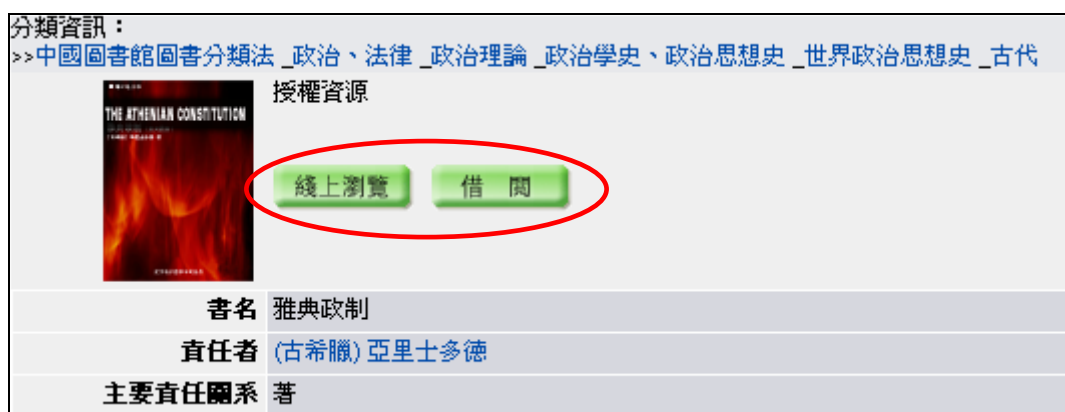 分類資訊：
>>中國圖書館圖書分類法 _政治、法律 _政治理論 _政治學史、政治思想史 _世界政治思想史 _古代
授權資源
THE ATHENIAN CONSTITUTION
綫上瀏覽 借 閱
書名 雅典政制
責任者 (古希臘) 亞里士多德
主要責任關系 著